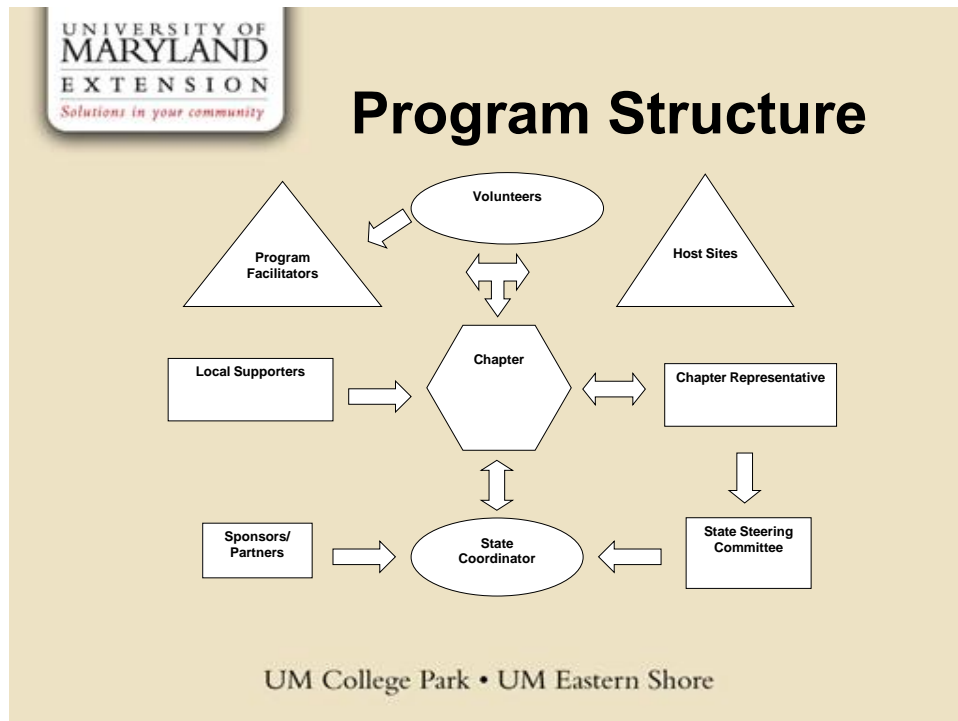 UNIVERSITY OF
MARYLAND
EXTENSION
Solutions in your community
Program Structure
Volunteers
Program
Facilitators
Host Sites
Chapter
Local Supporters
Chapter Representative
Sponsors/
Partners
State
Coordinator
State Steering
Committee
UM College Park • UM Eastern Shore